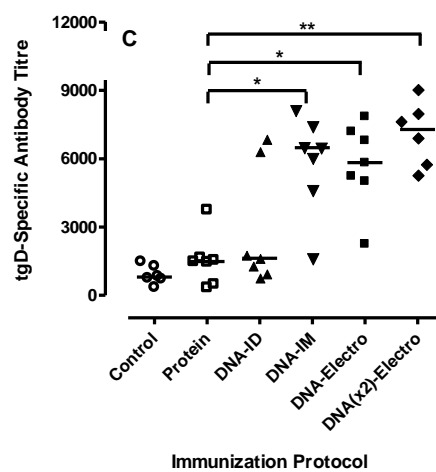 C
**
*
*
tgD-Specific Antibody Titre
12000
9000
6000
3000
0
Control
Protein
DNA-ID
DNA-IM
DNA-Electro
DNA(x2)-Electro
Immunization Protocol